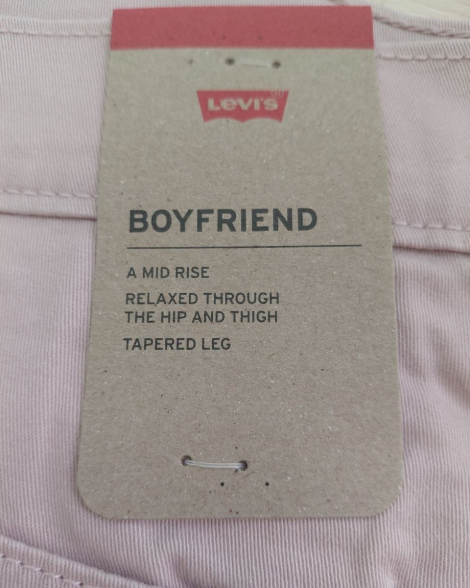 Levi's
BOYFRIEND
A MID RISE
RELAXED THROUGH
THE HIP AND THIGH
TAPERED LEG